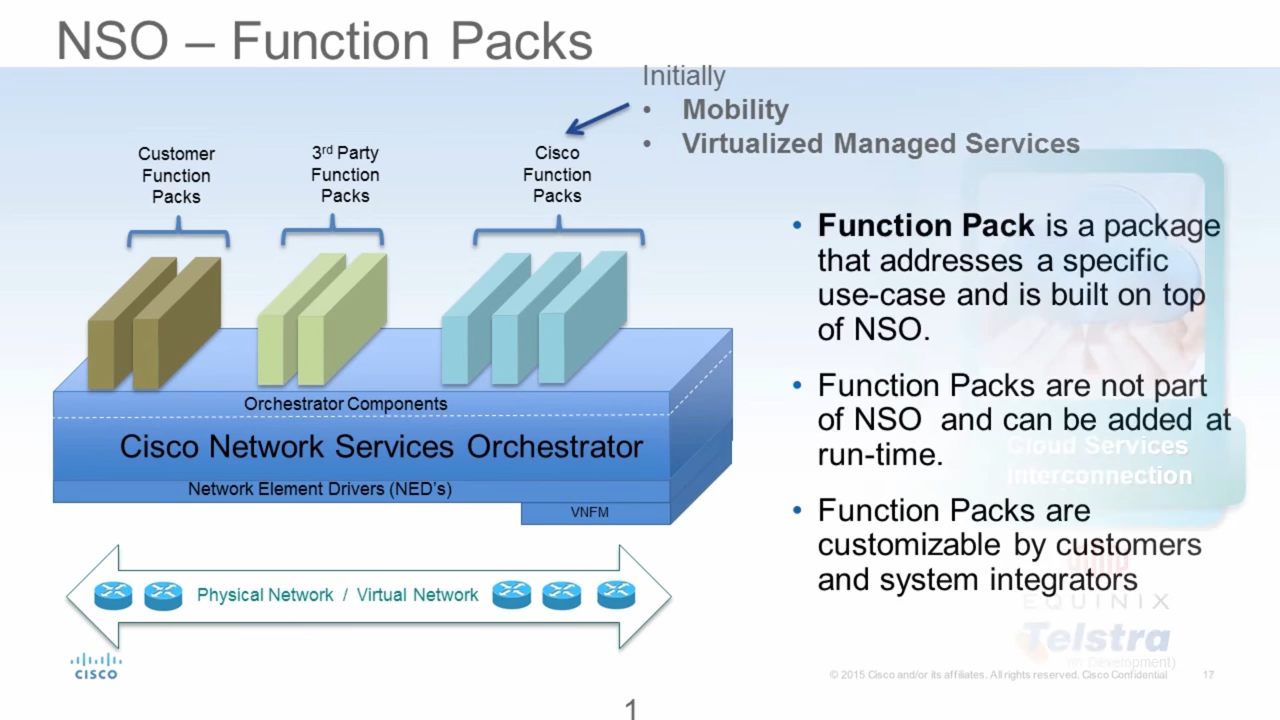 NSO – Function Packs
Initially
• Mobility
• Virtualized Managed Services
Customer
Function
Packs
3rd Party
Function
Packs
Cisco
Function
Packs
Orchestrator Components
Cisco Network Services Orchestrator
Network Element Drivers (NED's)
VNFM
Physical Network / Virtual Network
• Function Pack is a package
that addresses a specific
use-case and is built on top
of NSO.
• Function Packs are not part
of NSO and can be added at
run-time.
• Function Packs are
customizable by customers
and system integrators
Cloud Services
Interconnection
EQUINIX
Telstra
(in Development)
CISCO
© 2015 Cisco and/or its affiliates. All rights reserved. Cisco Confidential
17
1